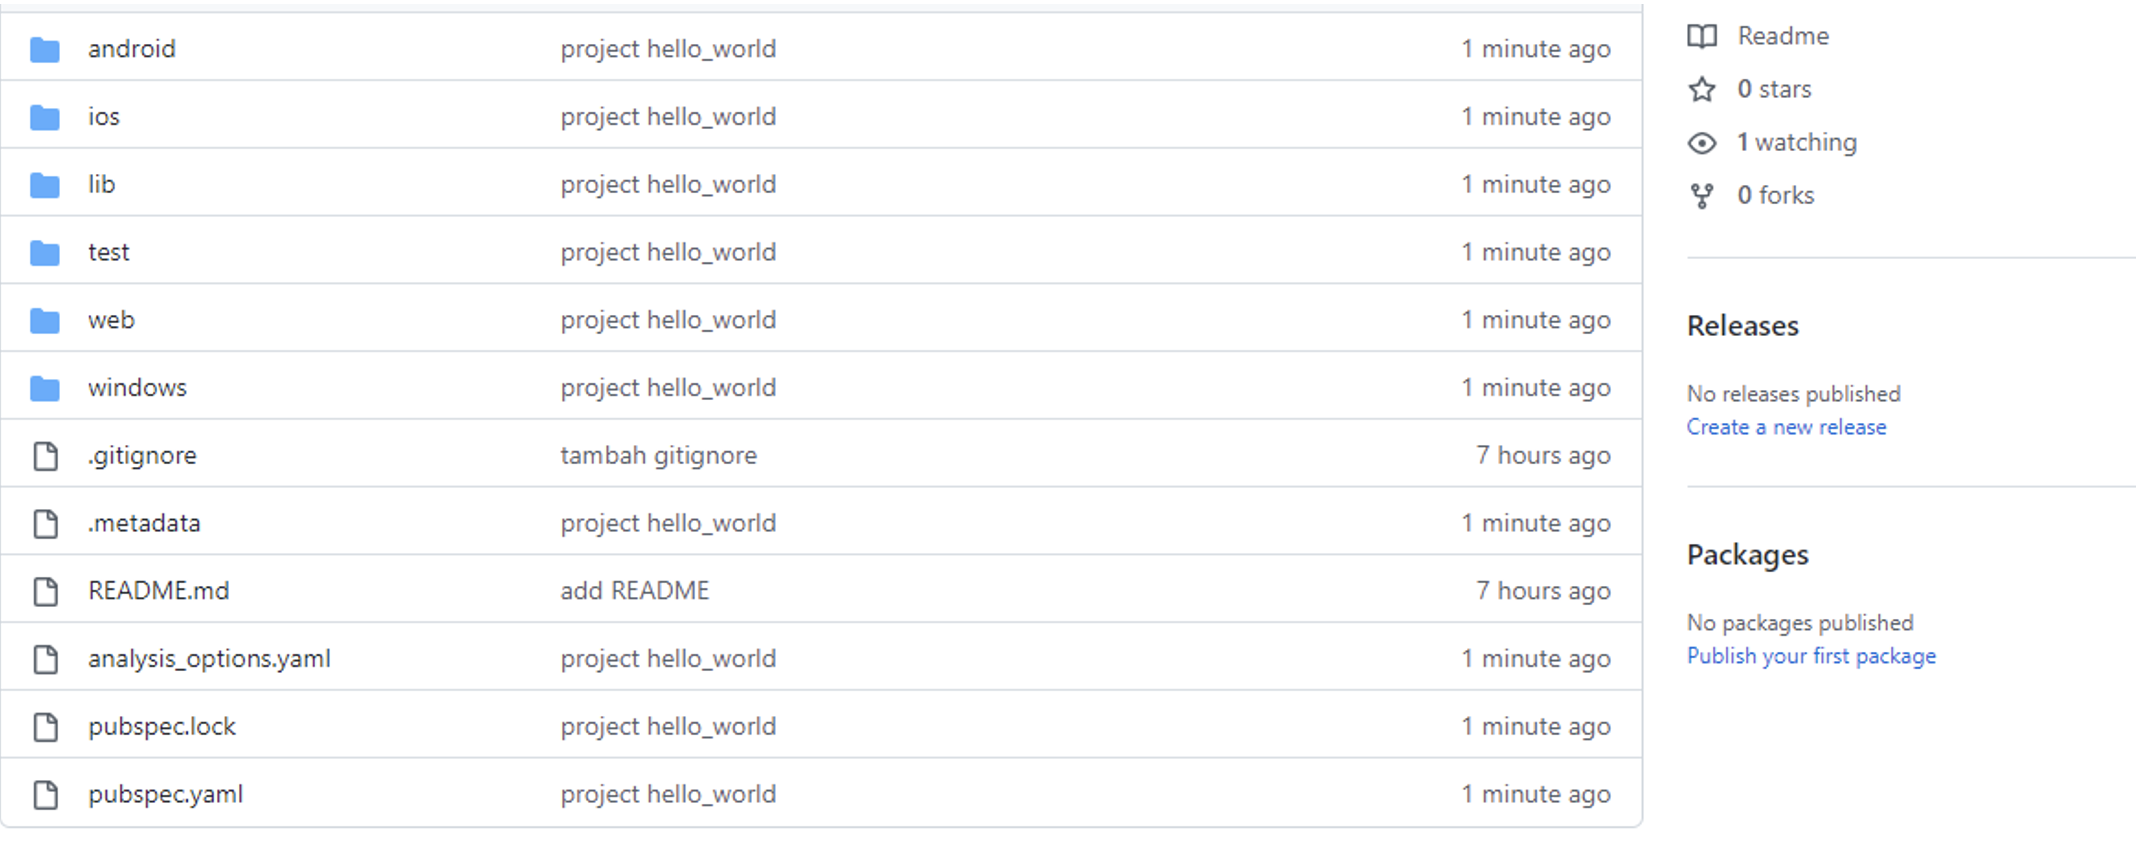 android project hello_world 1 minute ago
ios project hello_world 1 minute ago
lib project hello_world 1 minute ago
test project hello_world 1 minute ago
web project hello_world 1 minute ago
windows project hello_world 1 minute ago
.gitignore tambah gitignore 7 hours ago
.metadata project hello_world 1 minute ago
README.md add README 7 hours ago
analysis_options.yaml project hello_world 1 minute ago
pubspec.lock project hello_world 1 minute ago
pubspec.yaml project hello_world 1 minute ago
Readme
0 stars
1 watching
0 forks
Releases
No releases published
Create a new release
Packages
No packages published
Publish your first package